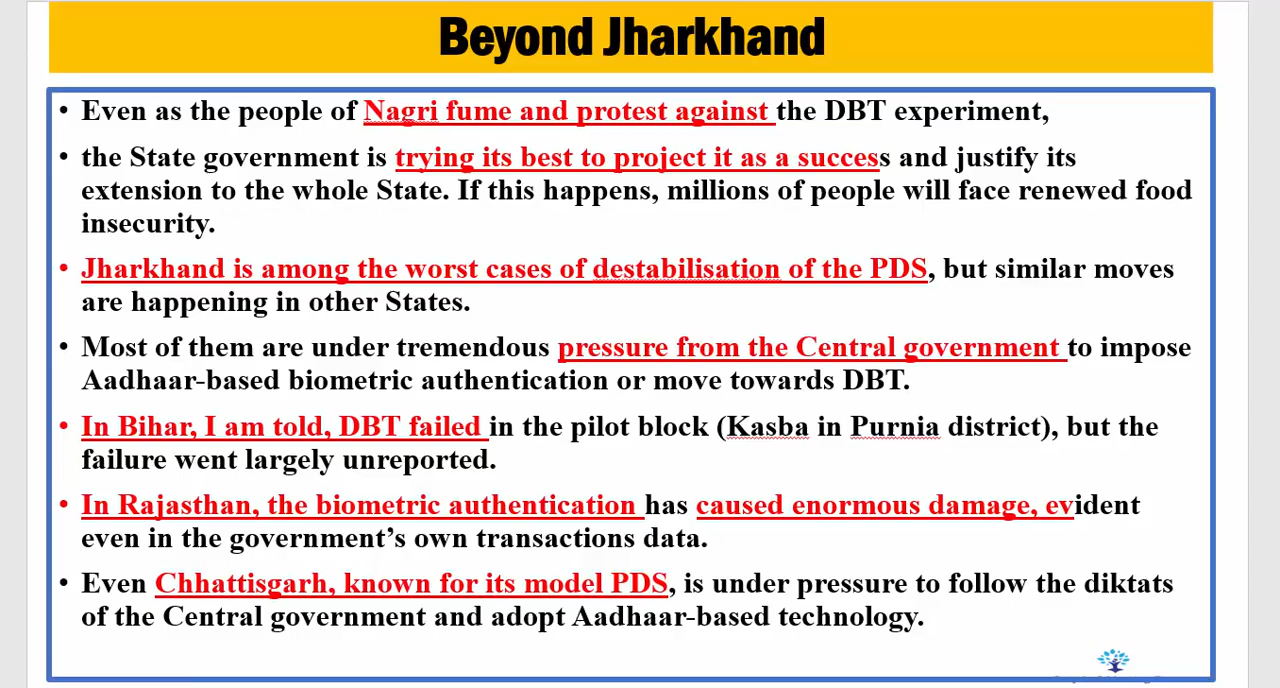 Beyond Jharkhand
• Even as the people of Nagri fume and protest against the DBT experiment,
• the State government is trying its best to project it as a success and justify its
extension to the whole State. If this happens, millions of people will face renewed food
insecurity.
• Jharkhand is among the worst cases of destabilisation of the PDS, but similar moves
are happening in other States.
• Most of them are under tremendous pressure from the Central government to impose
Aadhaar-based biometric authentication or move towards DBT.
• In Bihar, I am told, DBT failed in the pilot block (Kasba in Purnia district), but the
failure went largely unreported.
• In Rajasthan, the biometric authentication has caused enormous damage, evident
even in the government’s own transactions data.
• Even Chhattisgarh, known for its model PDS, is under pressure to follow the diktats
of the Central government and adopt Aadhaar-based technology.